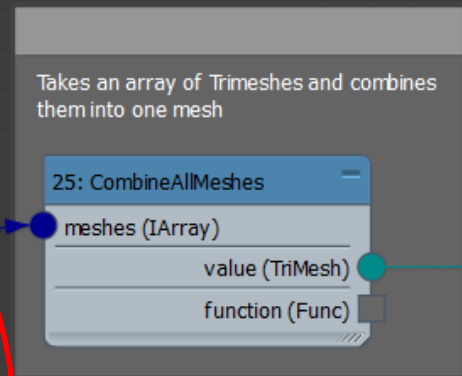 Takes an array of Trimeshes and combines
them into one mesh
25: CombineAllMeshes
meshes (IArray)
value (TriMesh)
function (Func)